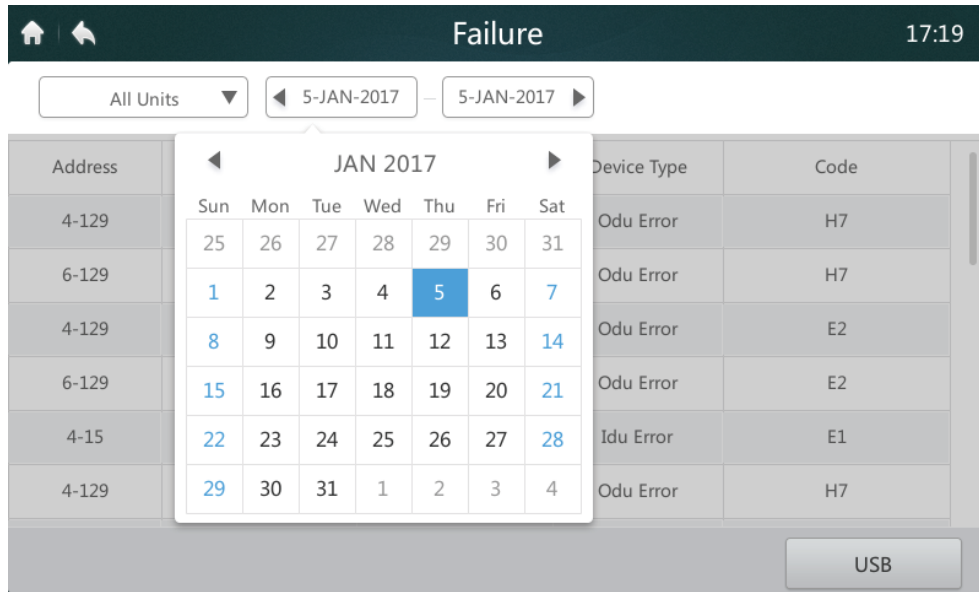 Failure 17:19
All Units 5-JAN-2017 – 5-JAN-2017
Address Device Type Code
JAN 2017
Sun Mon Tue Wed Thu Fri Sat
4-129 Odu Error H7
25 26 27 28 29 30 31
6-129 Odu Error H7
1 2 3 4 5 6 7
4-129 Odu Error E2
8 9 10 11 12 13 14
6-129 Odu Error E2
15 16 17 18 19 20 21
4-15 Idu Error E1
22 23 24 25 26 27 28
4-129 Odu Error H7
29 30 31 1 2 3 4
USB